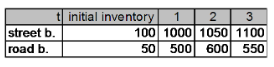 t initial inventory 1 2 3
street b. 100 1000 1050 1100
road b. 50 500 600 550